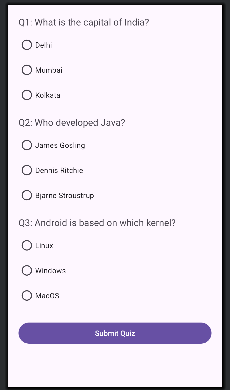 Q1: What is the capital of India?
Delhi
Mumbai
Kolkata
Q2: Who developed Java?
James Gosling
Dennis Ritchie
Bjarne Stroustrup
Q3: Android is based on which kernel?
Linux
Windows
MacOS
Submit Quiz